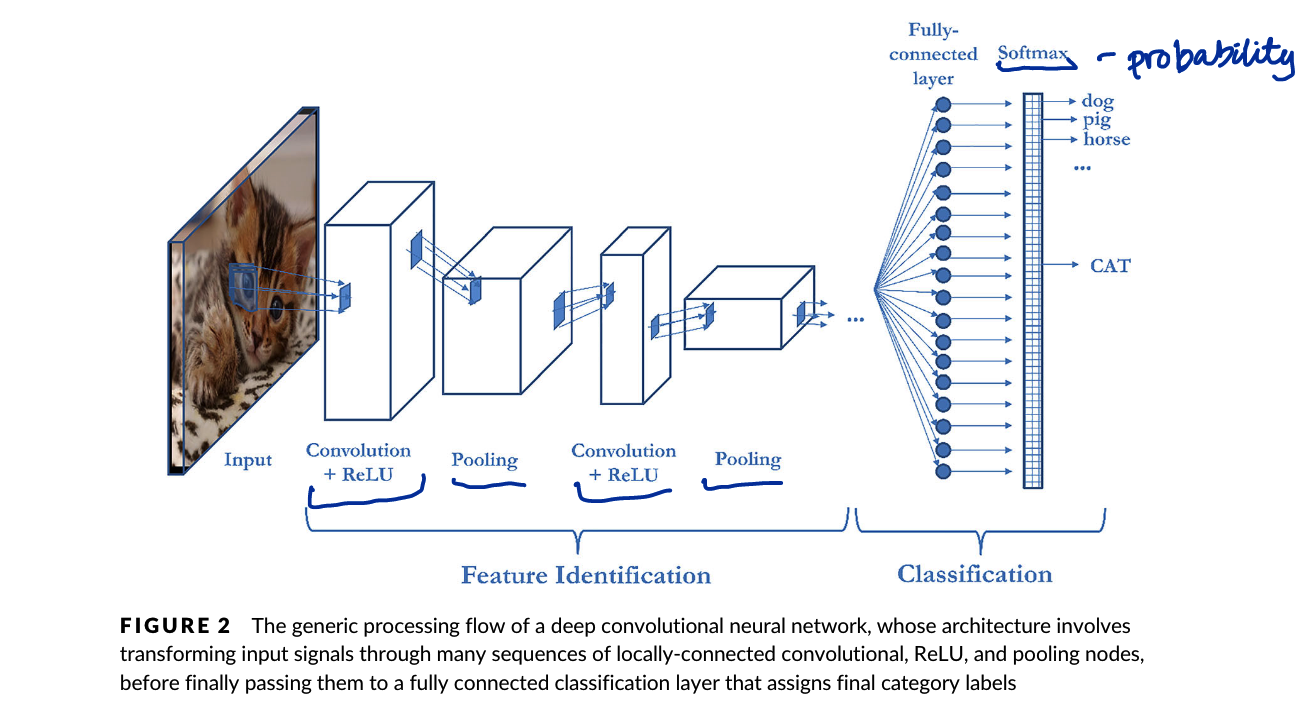 Fully-
connected
layer
Softmax - probability
dog
pig
horse
...
CAT
...
Input
Convolution
+ ReLU
Pooling
Convolution
+ ReLU
Pooling
Feature Identification
Classification
FIGURE 2 The generic processing flow of a deep convolutional neural network, whose architecture involves
transforming input signals through many sequences of locally-connected convolutional, ReLU, and pooling nodes,
before finally passing them to a fully connected classification layer that assigns final category labels